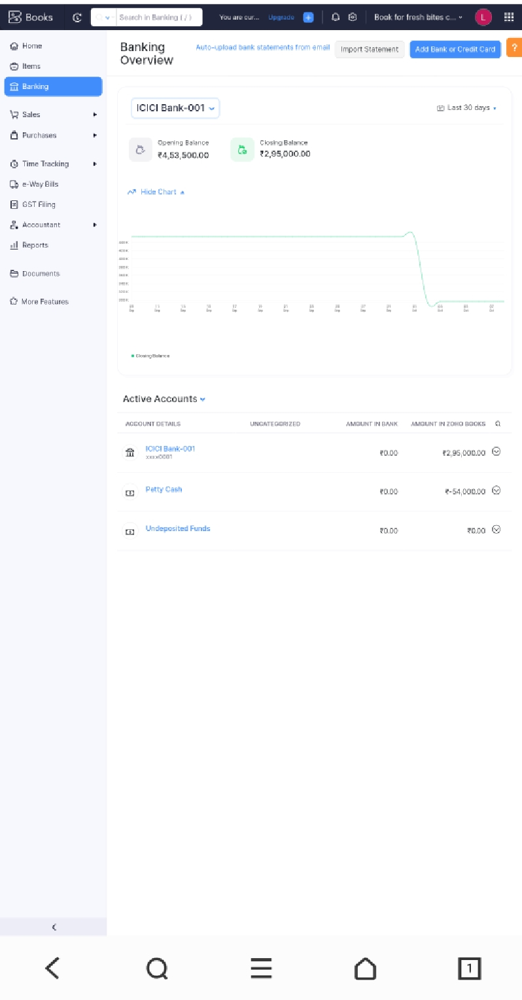 Books
Search in Banking ( / )
You are cur...
Upgrade
Book for fresh bites c...
L
Home
Items
Banking
Sales
Purchases
Time Tracking
e-Way Bills
GST Filing
Accountant
Reports
Documents
More Features
Banking Overview
Auto-upload bank statements from email
Import Statement
Add Bank or Credit Card
?
ICICI Bank-001
Last 30 days
Opening Balance
₹4,53,500.00
Closing Balance
₹2,95,000.00
Hide Chart
Closing Balance
Active Accounts
ACCOUNT DETAILS UNCATEGORIZED AMOUNT IN BANK AMOUNT IN ZOHO BOOKS
ICICI Bank-001 ₹0.00 ₹2,95,000.00
xxxx0001
Petty Cash ₹0.00 ₹-54,000.00
Undeposited Funds ₹0.00 ₹0.00
1